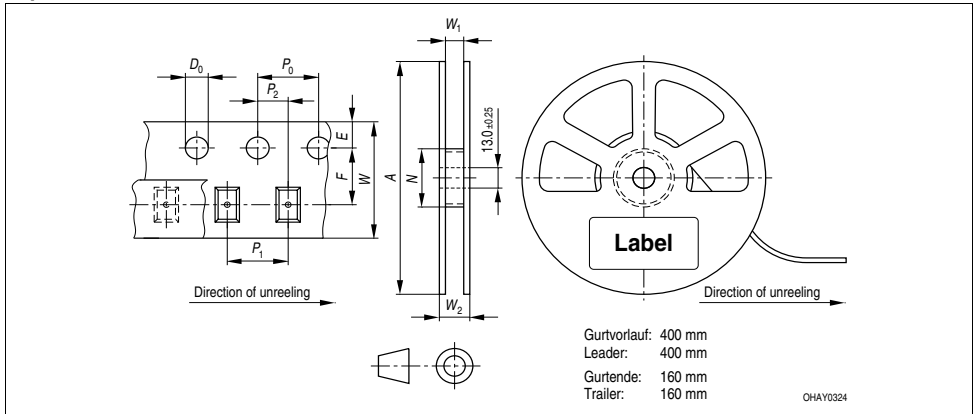 D0
P0
P2
E
F
W
P1
Direction of unreeling
W1
A
N
13.0 ±0.25
W2
Label
Direction of unreeling
Gurtvorlauf: 400 mm
Leader: 400 mm
Gurtende: 160 mm
Trailer: 160 mm
OHAY0324